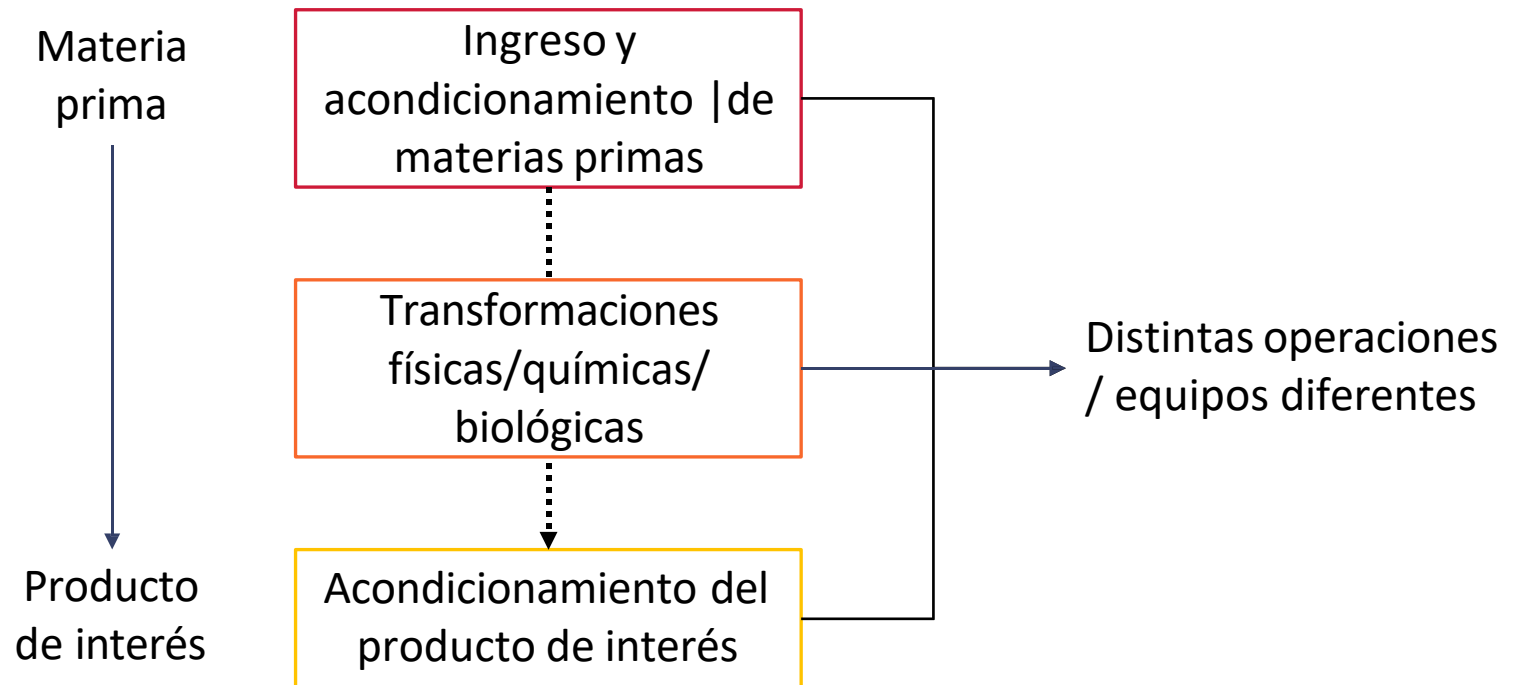 Materia
prima
Ingreso y
acondicionamiento |de
materias primas
Transformaciones
físicas/químicas/
biológicas
Distintas operaciones
/ equipos diferentes
Producto
de interés
Acondicionamiento del
producto de interés